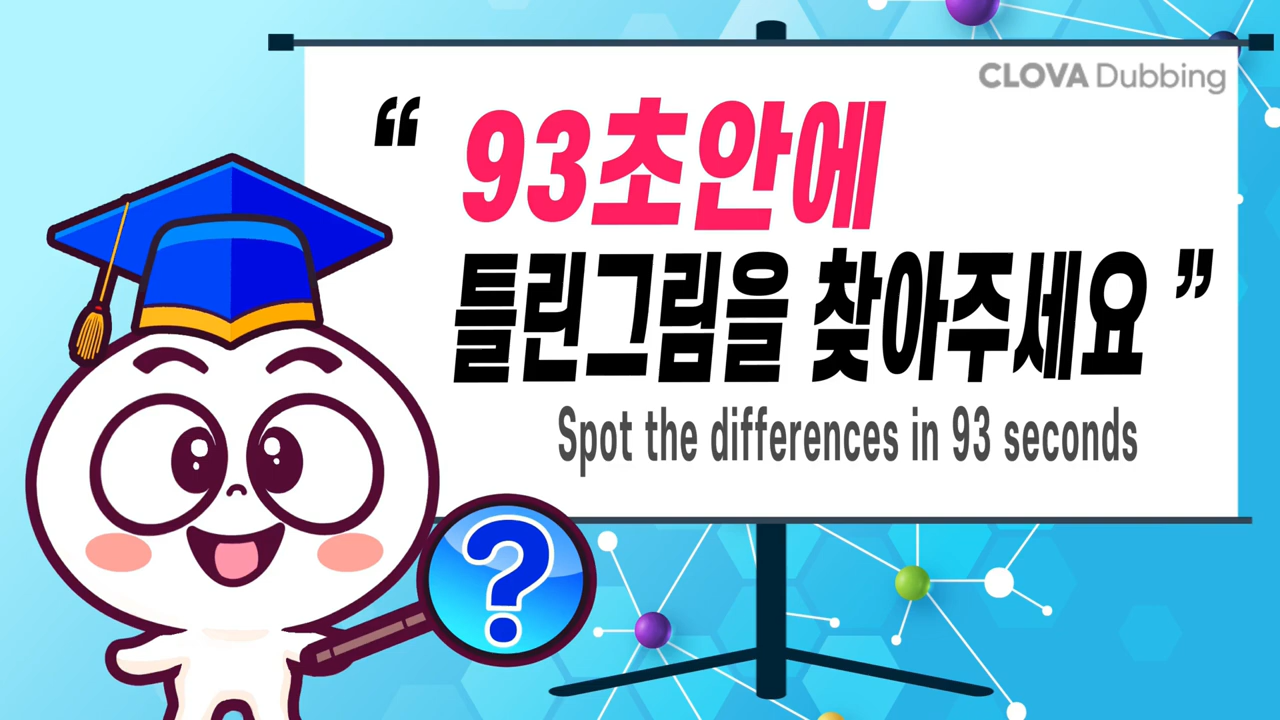 CLOVA Dubbing
“ 93초안에
틀린그림을 찾아주세요 ”
Spot the differences in 93 seconds
?